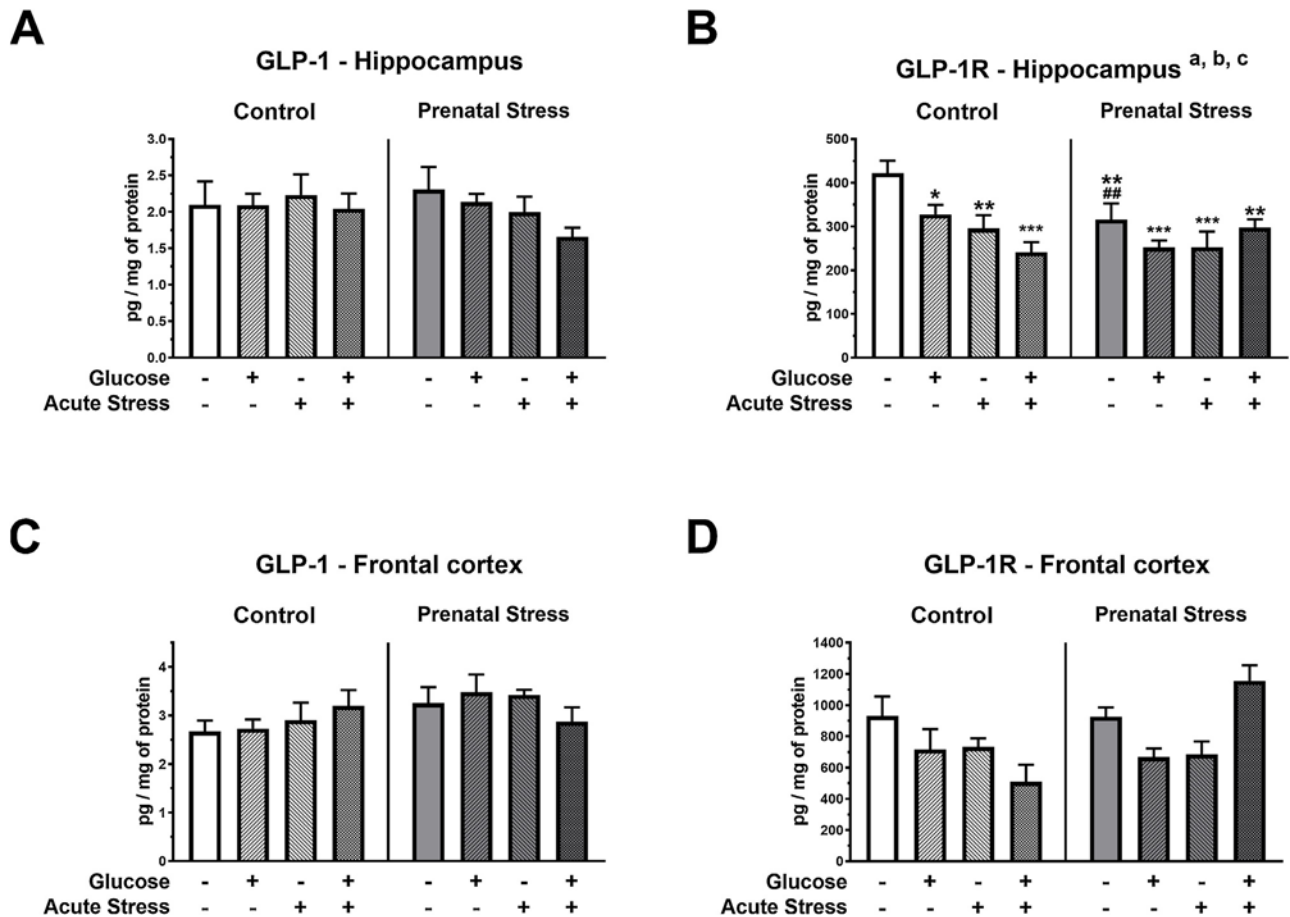 A
GLP-1 - Hippocampus
Control Prenatal Stress
3.0
2.5
2.0
1.5
1.0
0.5
0.0
pg / mg of protein
Glucose - + - + - + - +
Acute Stress - - + + - - + +
B
GLP-1R - Hippocampus a, b, c
Control Prenatal Stress
500
400
300
200
100
0
pg / mg of protein
* ** *** ** ## *** *** **
Glucose - + - + - + - +
Acute Stress - - + + - - + +
C
GLP-1 - Frontal cortex
Control Prenatal Stress
4
3
2
1
0
pg / mg of protein
Glucose - + - + - + - +
Acute Stress - - + + - - + +
D
GLP-1R - Frontal cortex
Control Prenatal Stress
1400
1200
1000
800
600
400
200
0
pg / mg of protein
Glucose - + - + - + - +
Acute Stress - - + + - - + +